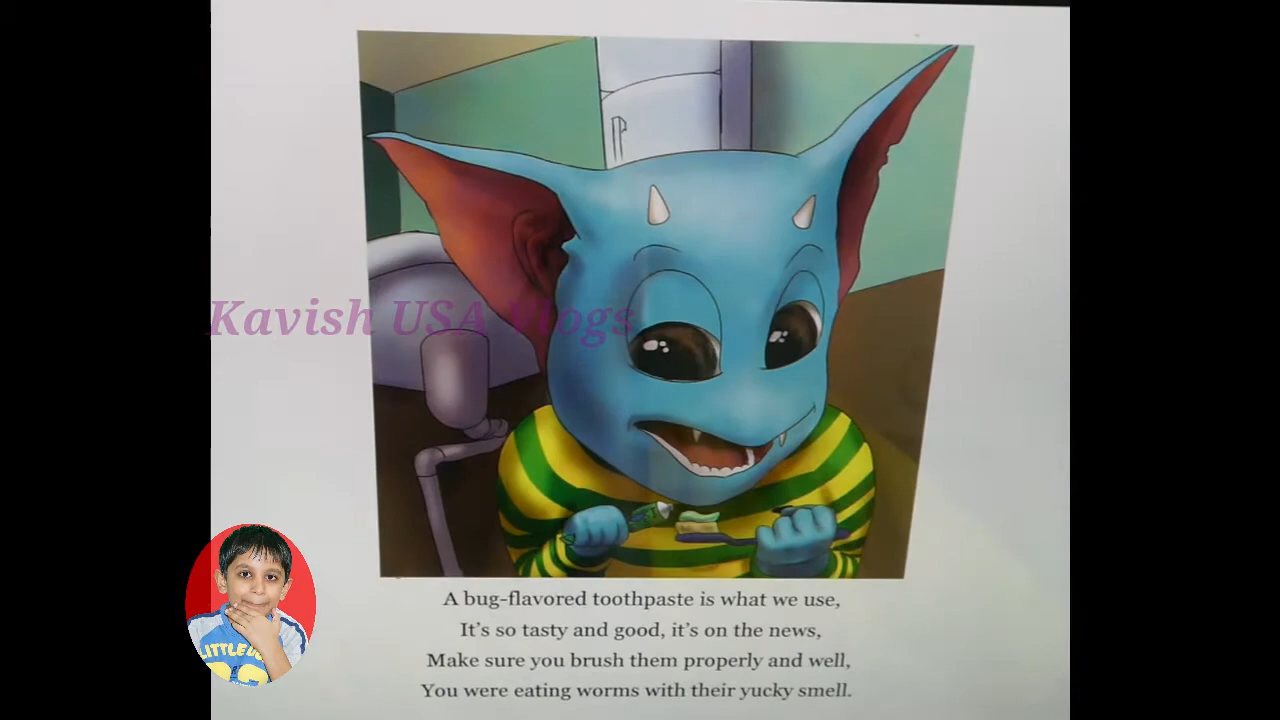 Kavish USA Vlogs
A bug-flavored toothpaste is what we use,
It's so tasty and good, it's on the news,
Make sure you brush them properly and well,
You were eating worms with their yucky smell.